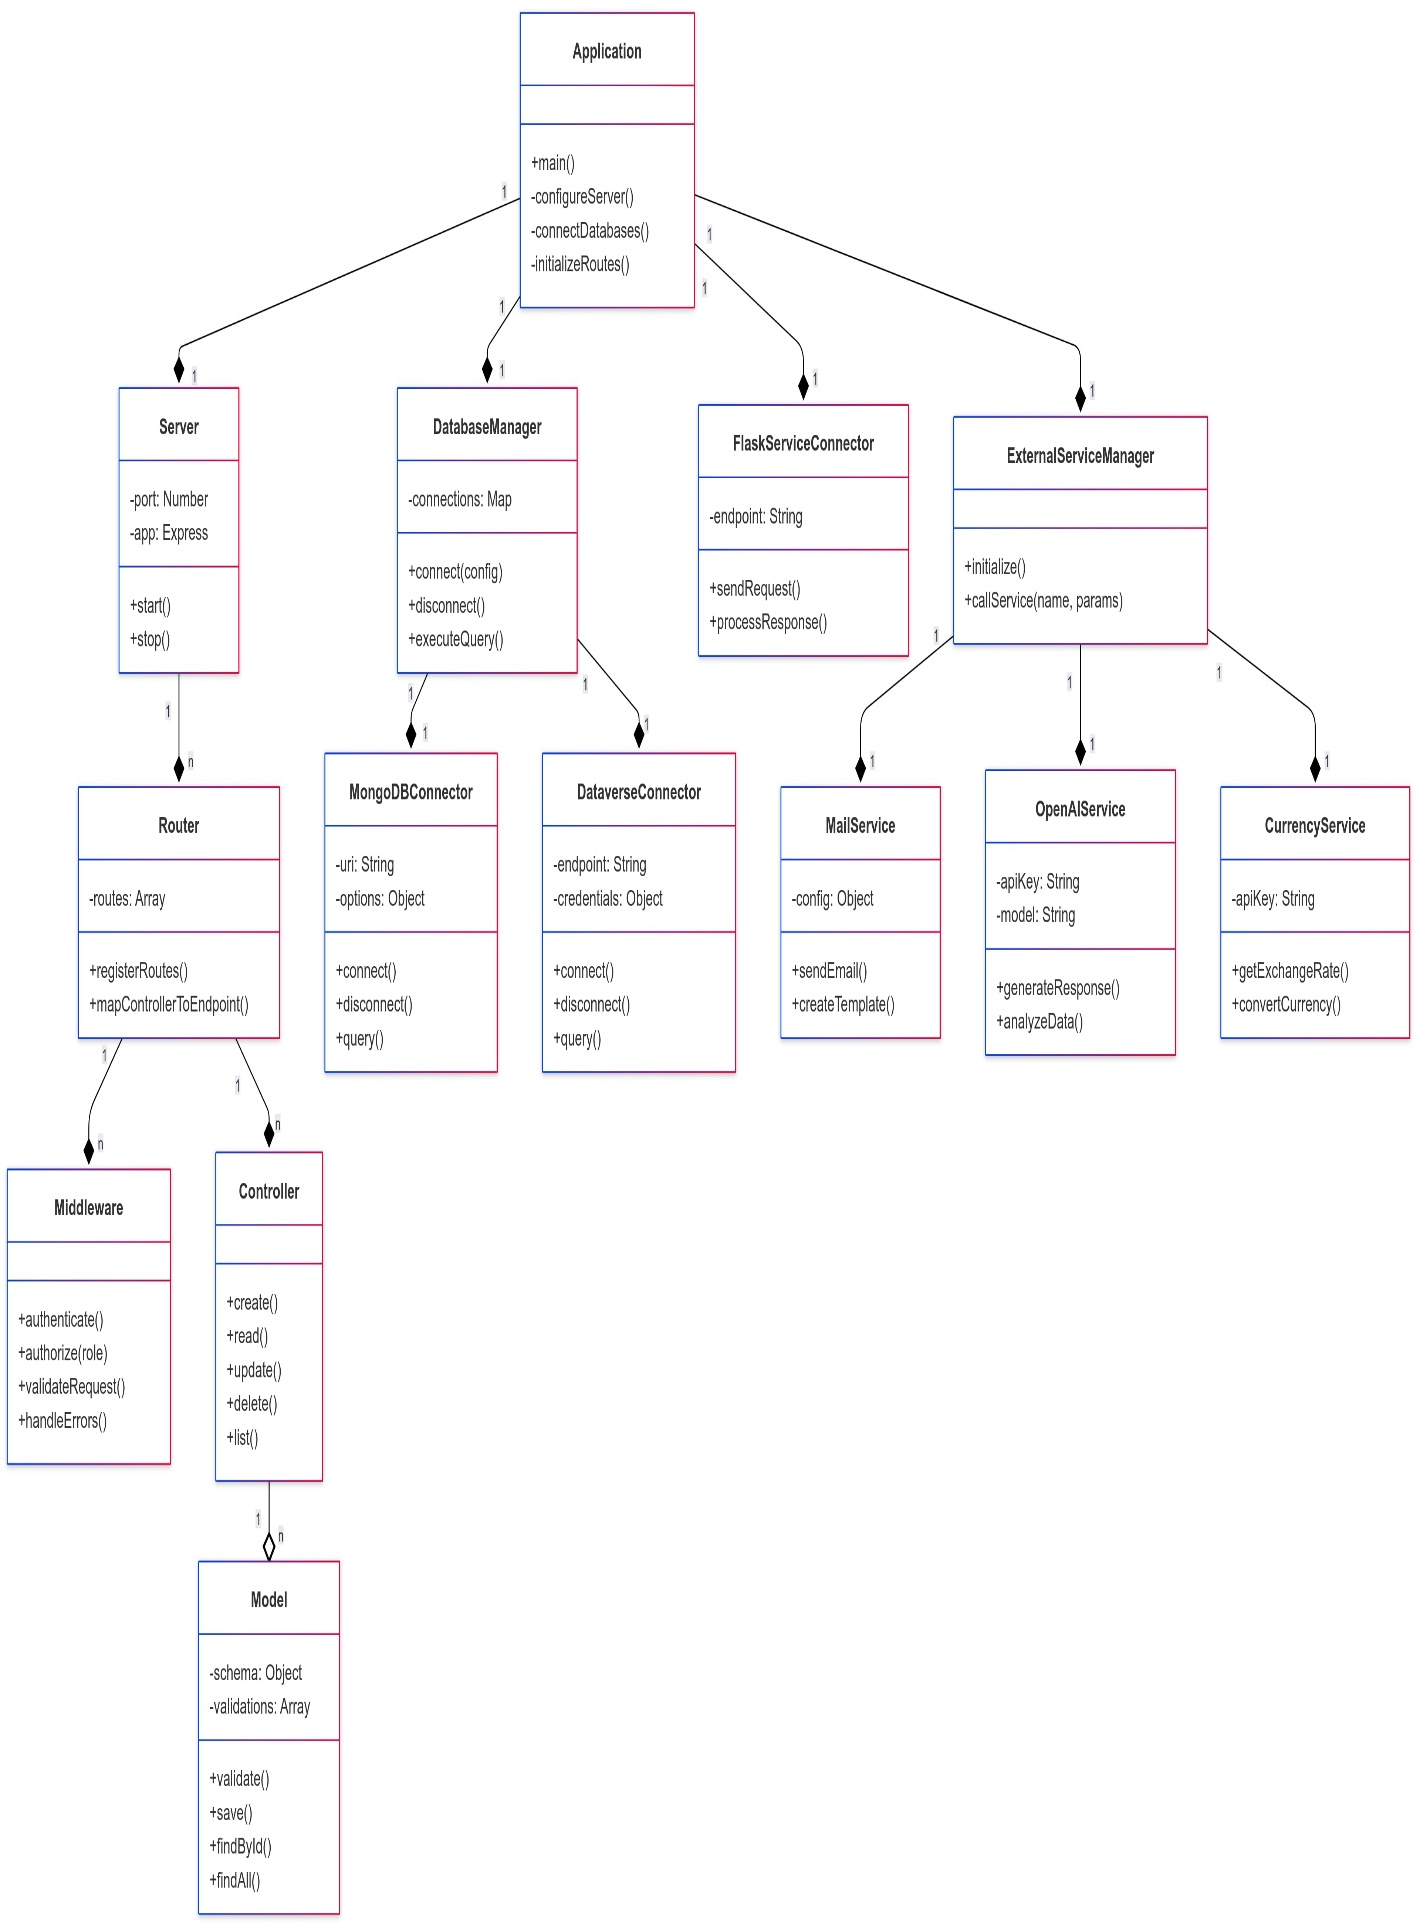 Application
+main()
-configureServer()
-connectDatabases()
-initializeRoutes()
1
1
1
1
1
1
1
1
Server
-port: Number
-app: Express
+start()
+stop()
DatabaseManager
-connections: Map
+connect(config)
+disconnect()
+executeQuery()
FlaskServiceConnector
-endpoint: String
+sendRequest()
+processResponse()
ExternalServiceManager
+initialize()
+callService(name, params)
1
n
1
1
1
1
1
1
1
1
1
1
Router
-routes: Array
+registerRoutes()
+mapControllerToEndpoint()
MongoDBConnector
-uri: String
-options: Object
+connect()
+disconnect()
+query()
DataverseConnector
-endpoint: String
-credentials: Object
+connect()
+disconnect()
+query()
MailService
-config: Object
+sendEmail()
+createTemplate()
OpenAIService
-apiKey: String
-model: String
+generateResponse()
+analyzeData()
CurrencyService
-apiKey: String
+getExchangeRate()
+convertCurrency()
1
n
1
n
Middleware
+authenticate()
+authorize(role)
+validateRequest()
+handleErrors()
Controller
+create()
+read()
+update()
+delete()
+list()
1
n
Model
-schema: Object
-validations: Array
+validate()
+save()
+findById()
+findAll()